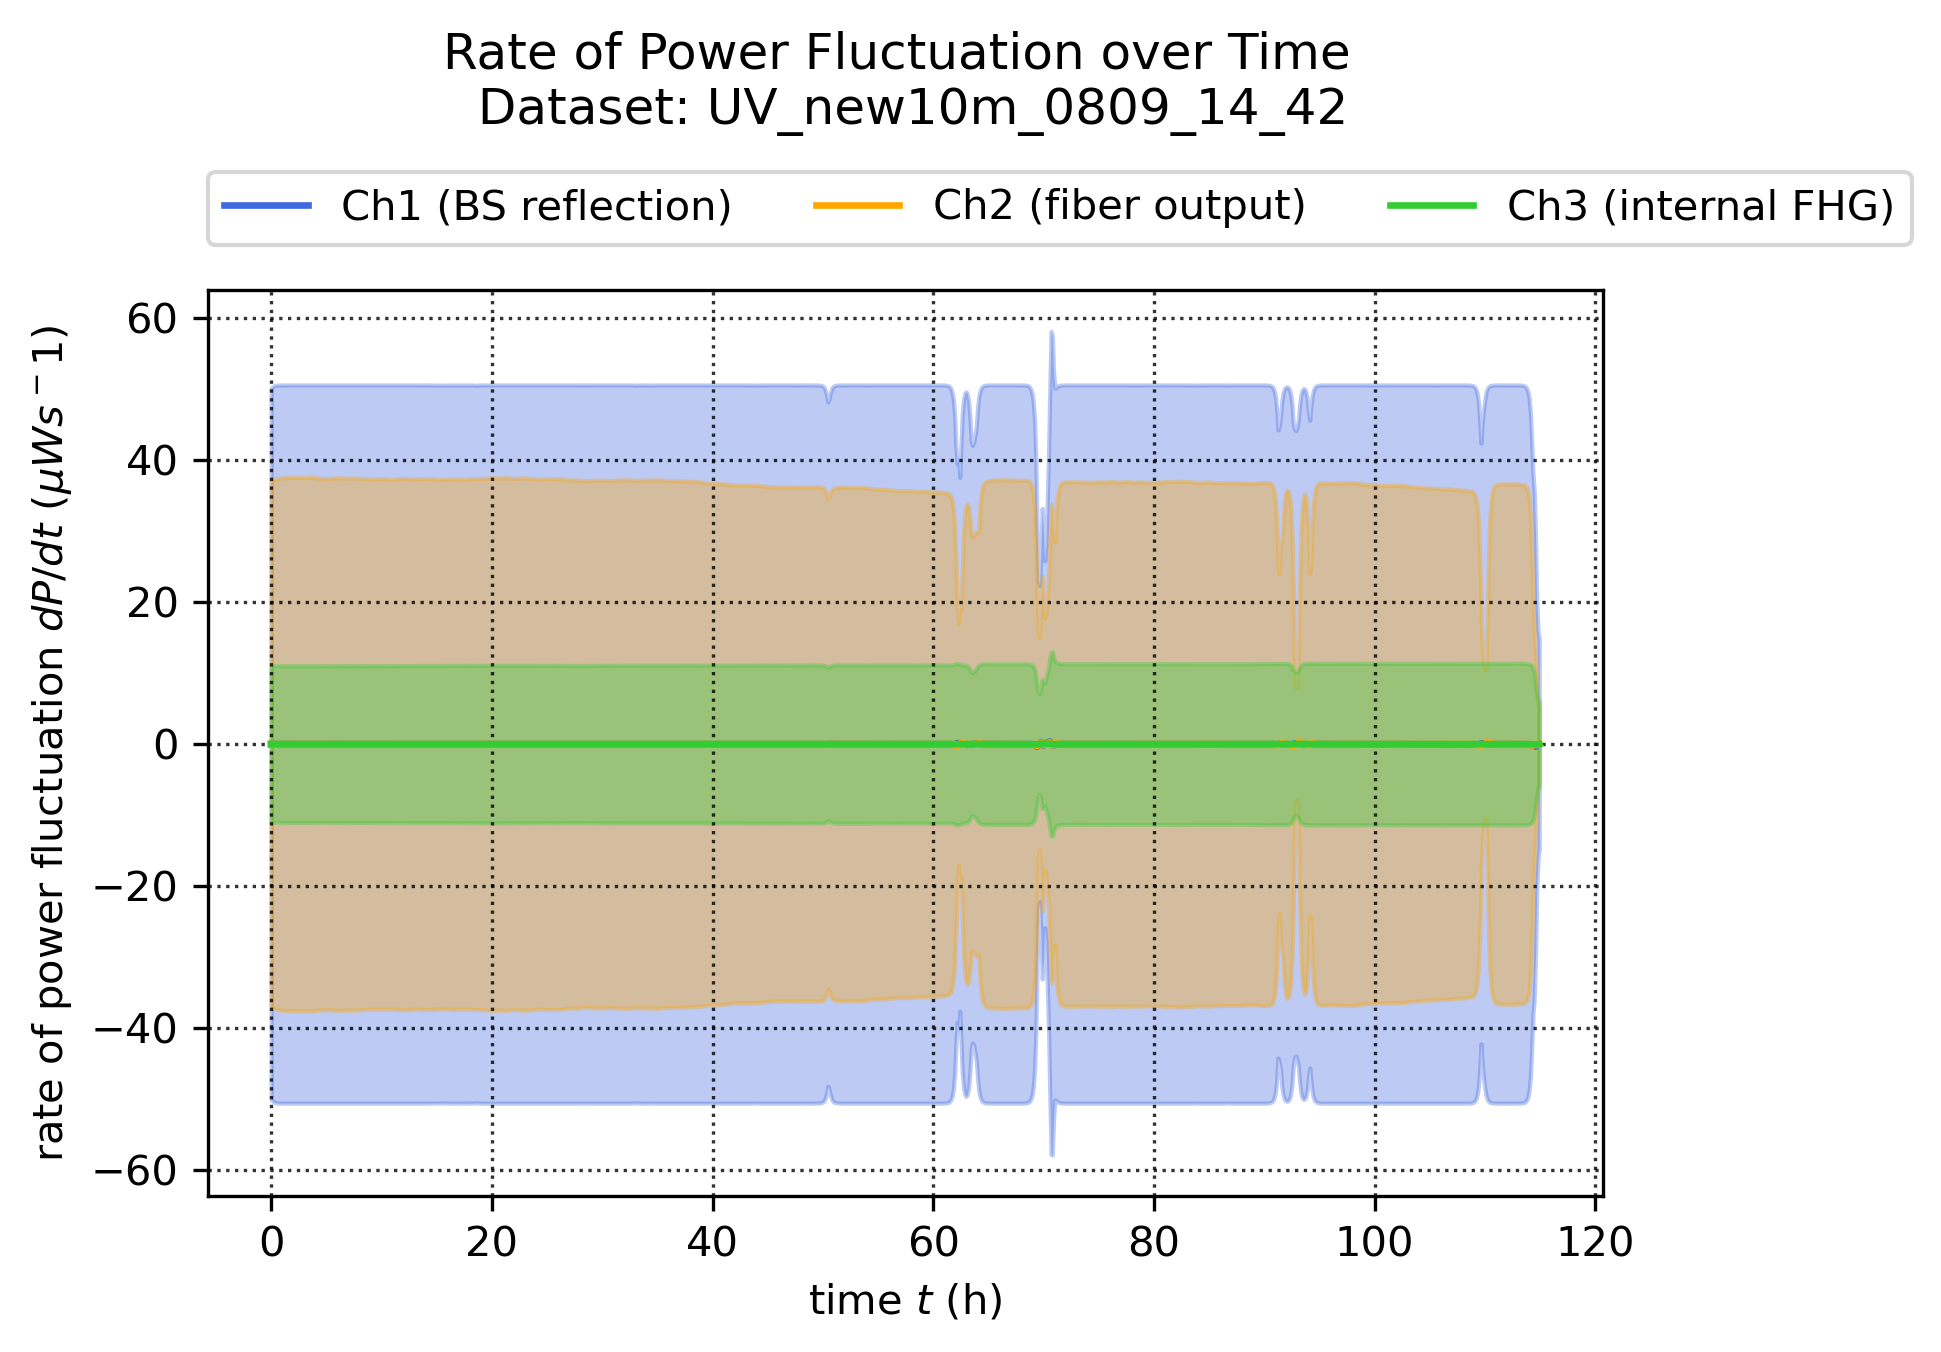 Rate of Power Fluctuation over Time
Dataset: UV_new10m_0809_14_42
Ch1 (BS reflection) Ch2 (fiber output) Ch3 (internal FHG)
rate of power fluctuation dP/dt (μWs⁻1)
60
40
20
0
−20
−40
−60
0 20 40 60 80 100 120
time t (h)